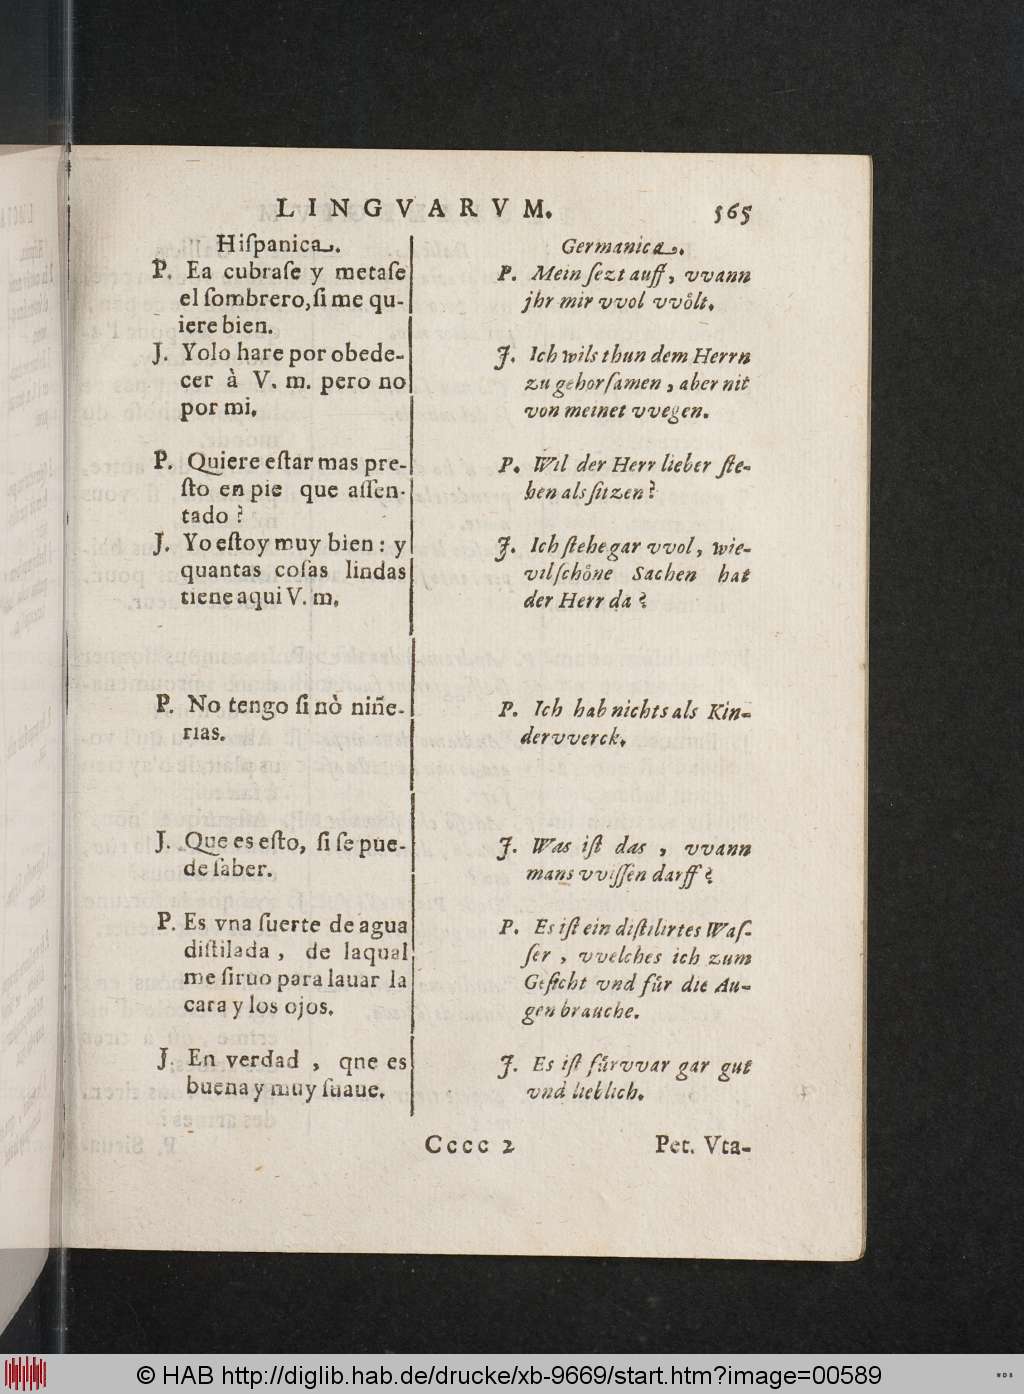 LINGVARVM. 565
Hiſpanica.
P. Ea cubraſe y metaſe
el ſombrero, ſi me qu-
iere bien.
J. Yolo hare por obede-
cer à V. m. pero no
por mi.
P. Quiere eſtar mas pre-
ſto en pie que aſſen-
tado?
J. Yo eſtoy muy bien: y
quantas coſas lindas
tiene aqui V. m.
P. No tengo ſi nò niñe-
rias.
J. Que es eſto, ſi ſe pue-
de ſaber.
P. Es vna ſuerte de agua
diſtilada, de laqual
me ſiruo para lauar la
cara y los ojos.
J. En verdad, qne es
buena y muy ſuaue.
Germanica.
P. Mein ſezt auff, vvann
jhr mir vvol vvoͤlt.
J. Ich wils thun dem Herrn
zu gehorſamen, aber nit
von meinet vvegen.
P. Wil der Herr lieber ſte-
hen als ſitzen?
J. Ich ſtehe gar vvol, wie-
vil ſchoͤne Sachen hat
der Herr da?
P. Ich hab nichts als Kin-
dervverck.
J. Was iſt das, vvann
mans vviſſen darff?
P. Es iſt ein diſtilirtes Waſ-
ſer, vvelches ich zum
Geſicht vnd fuͤr die Au-
gen brauche.
J. Es iſt fuͤrvvar gar gut
vnd lieblich.
Cccc 2 Pet. Vta-
© HAB http://diglib.hab.de/drucke/xb-9669/start.htm?image=00589